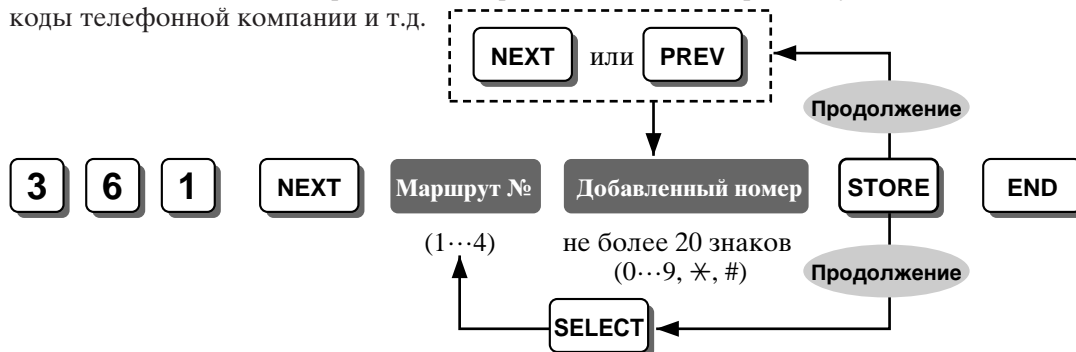 коды телефонной компании и т.д.
NEXT или PREV
Продолжение
3 6 1 NEXT Маршрут № Добавленный номер STORE END
(1···4) не более 20 знаков
(0···9, ✳, #)
Продолжение
SELECT